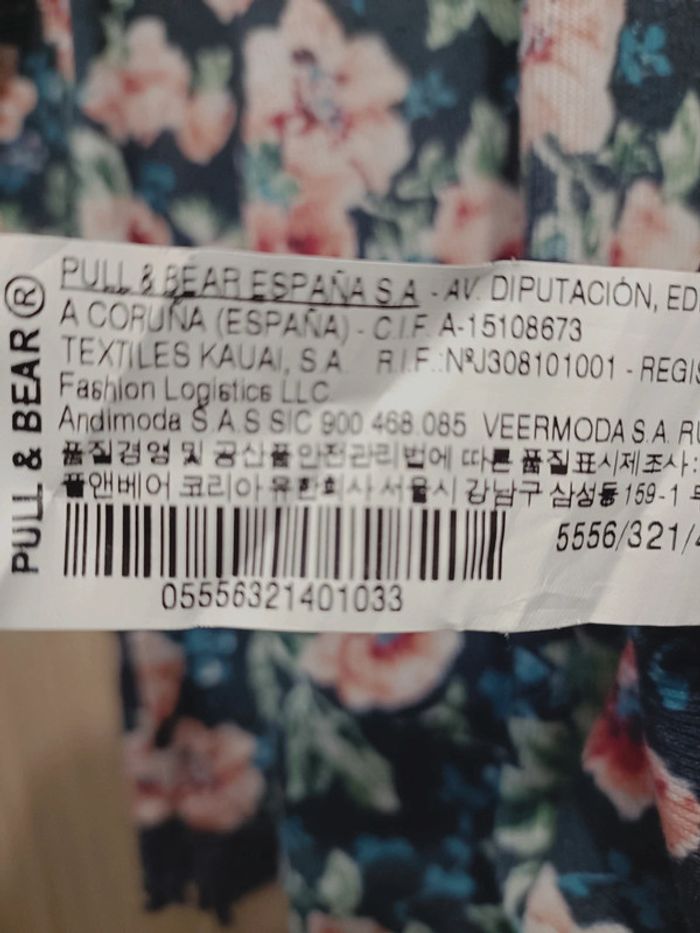 PULL & BEAR ®
PULL & BEAR ESPAÑA S.A - AV. DIPUTACIÓN, ED
A CORUÑA (ESPAÑA) - C.I.F. A-15108673
TEXTILES KAUAI, S.A. R.I.F.:NºJ308101001 - REGIS
Fashion Logistics LLC
Andimoda S.A.S SIC 900 468.085 VEERMODA S.A. RU
품질경영 및 공산품안전관리법에 따른 품질표시제조사:
풀앤베어 코리아 유한회사 서울시 강남구 삼성동 159-1
5556/321/4
05556321401033